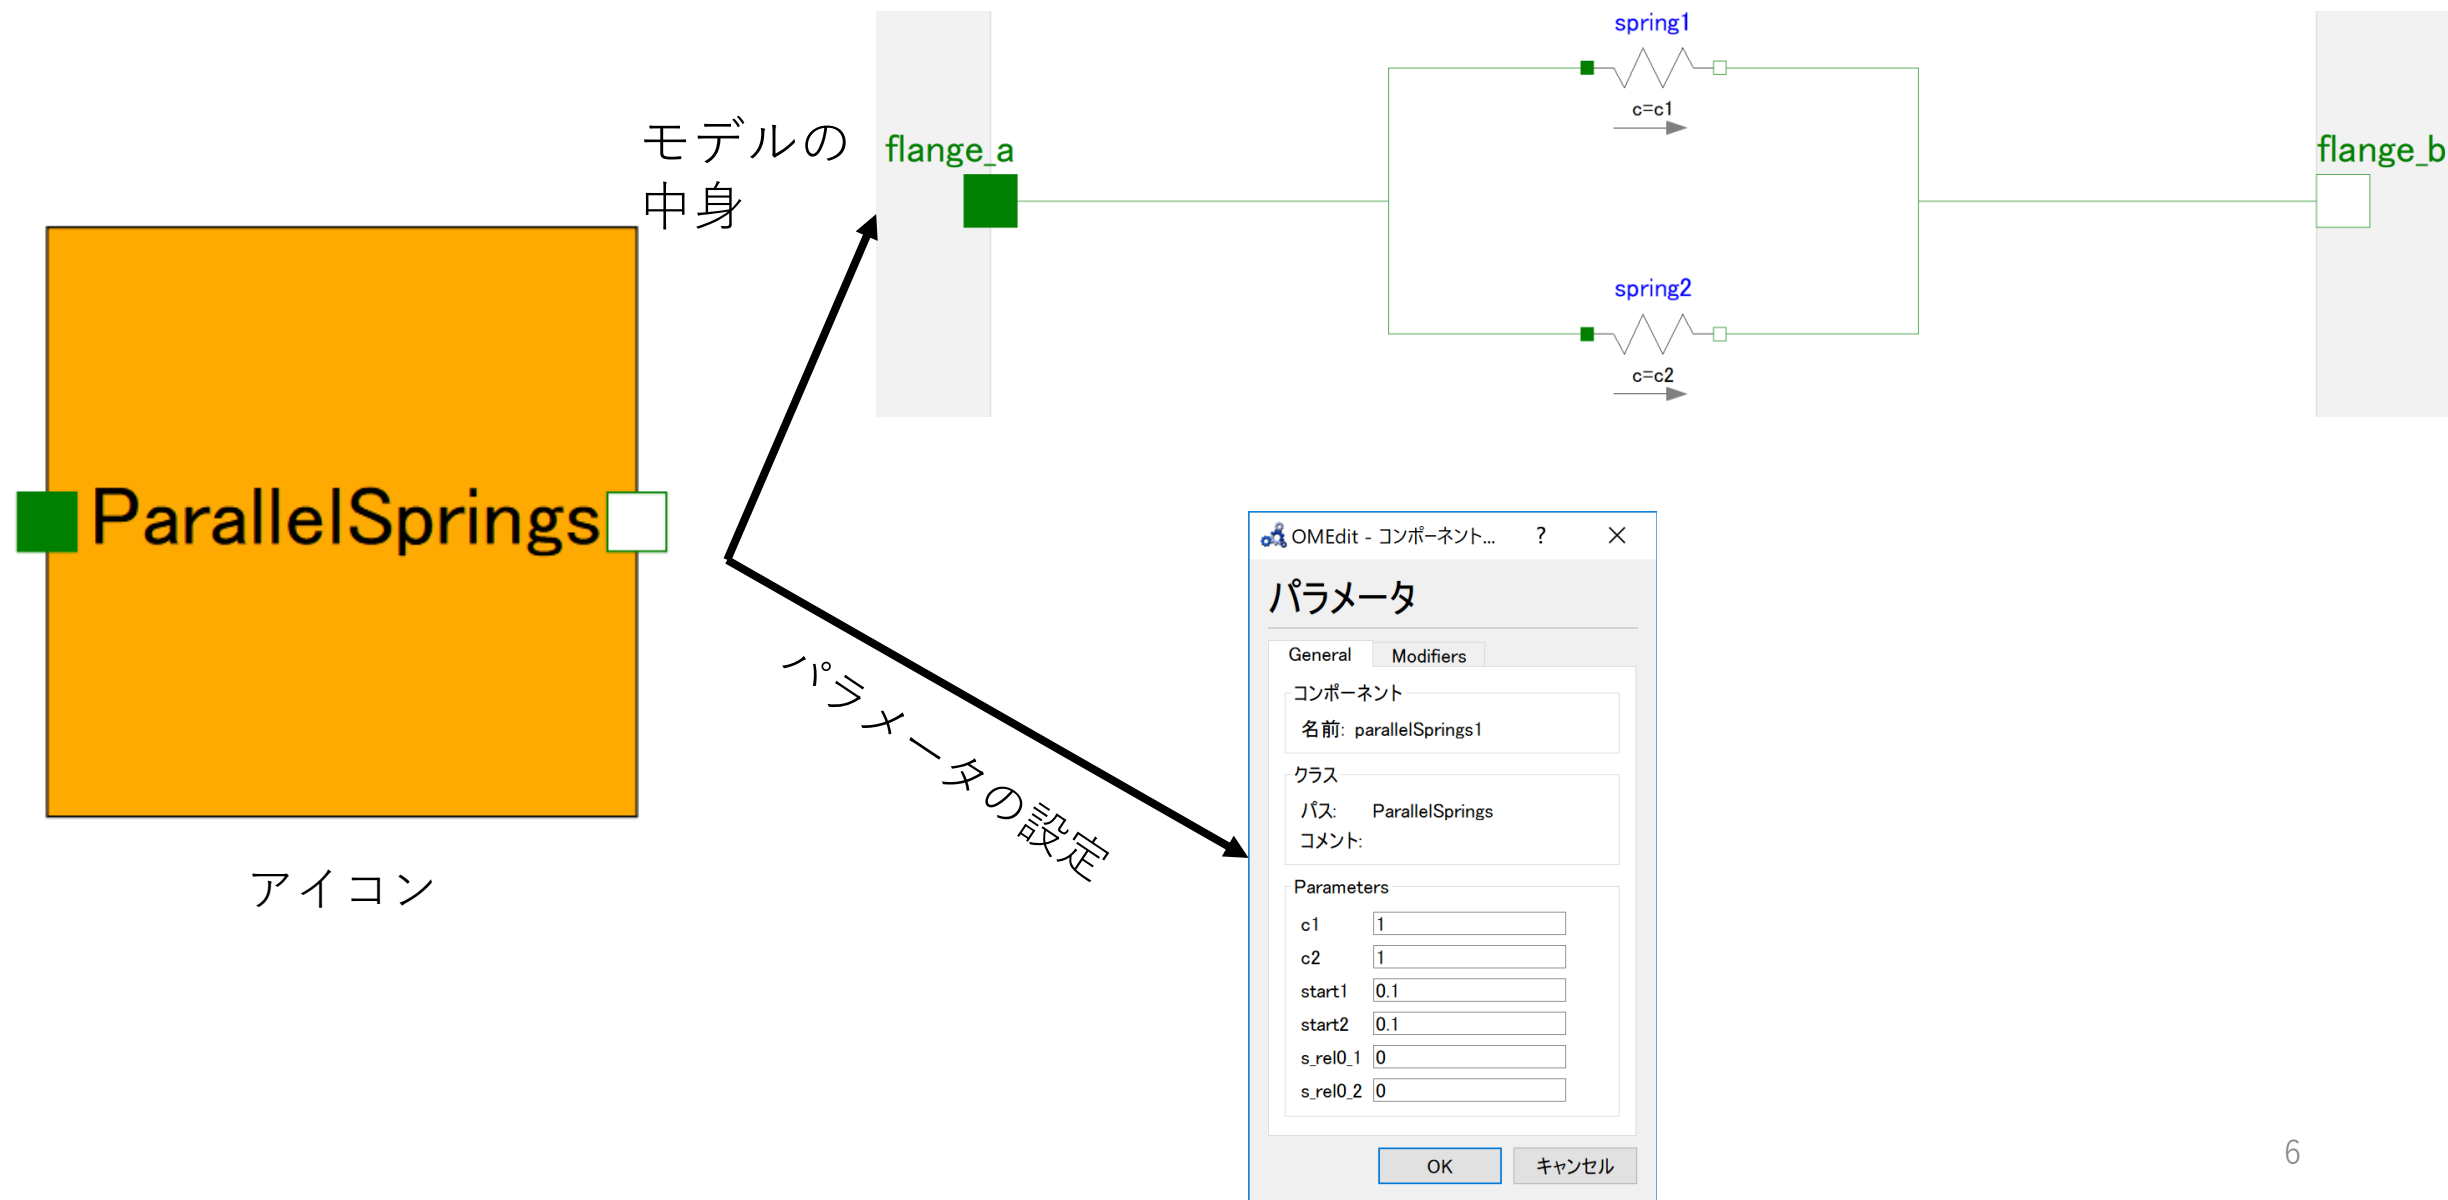 モデルの
中身
flange_a
spring1
c=c1
spring2
c=c2
flange_b
ParallelSprings
アイコン
パラメータの設定
OMEdit - コンポーネント... ?
パラメータ
General Modifiers
コンポーネント
名前: parallelSprings1
クラス
パス: ParallelSprings
コメント:
Parameters
c1 1
c2 1
start1 0.1
start2 0.1
s_rel0_1 0
s_rel0_2 0
OK キャンセル
6